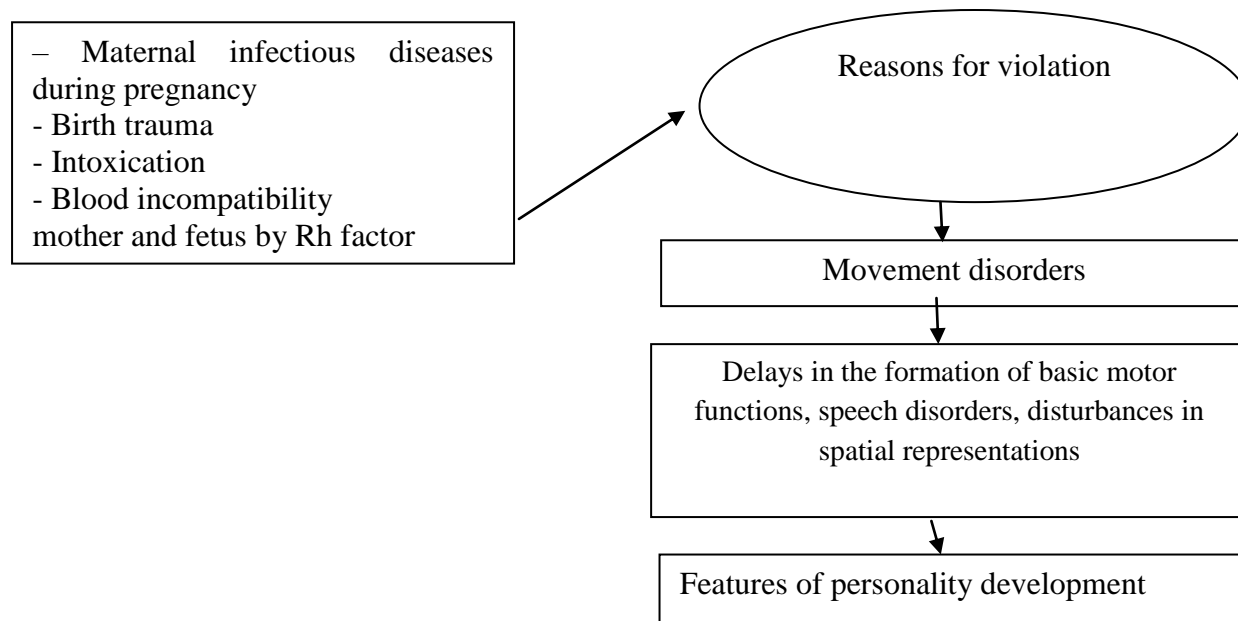 – Maternal infectious diseases
during pregnancy
- Birth trauma
- Intoxication
- Blood incompatibility
mother and fetus by Rh factor
Reasons for violation
Movement disorders
Delays in the formation of basic motor
functions, speech disorders, disturbances in
spatial representations
Features of personality development